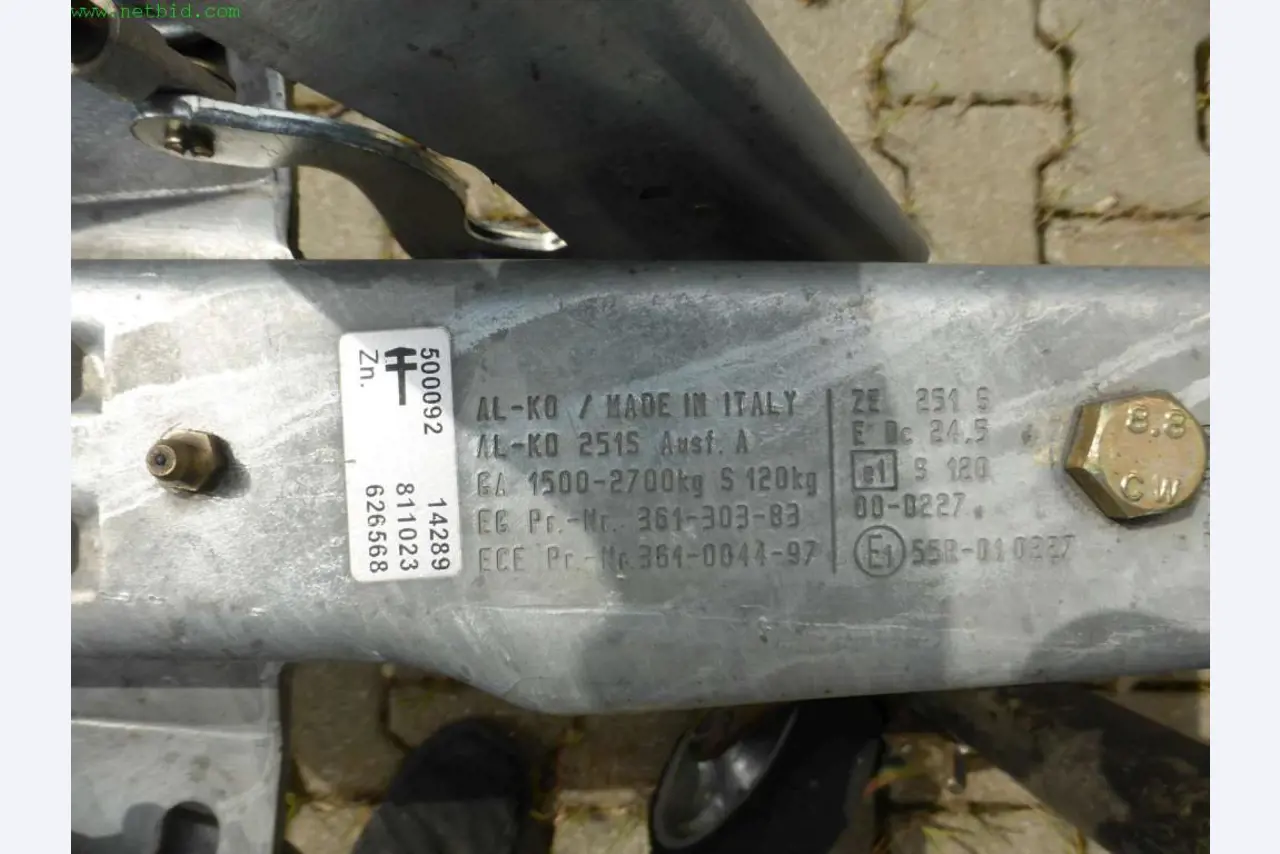 www.netbid.com
500092 14289
811023
Zn. 626568
AL-KO / MADE IN ITALY
AL-KO 251S Ausf. A
GA 1500-2700kg S 120kg
EG Pr.-Nr. 361-303-83
ECE Pr.-Nr. 361-0044-97
ZE 251 S
E Dc 24.5
e1 S 120
00-0227
E1 55R-01 0227
8.8
CW